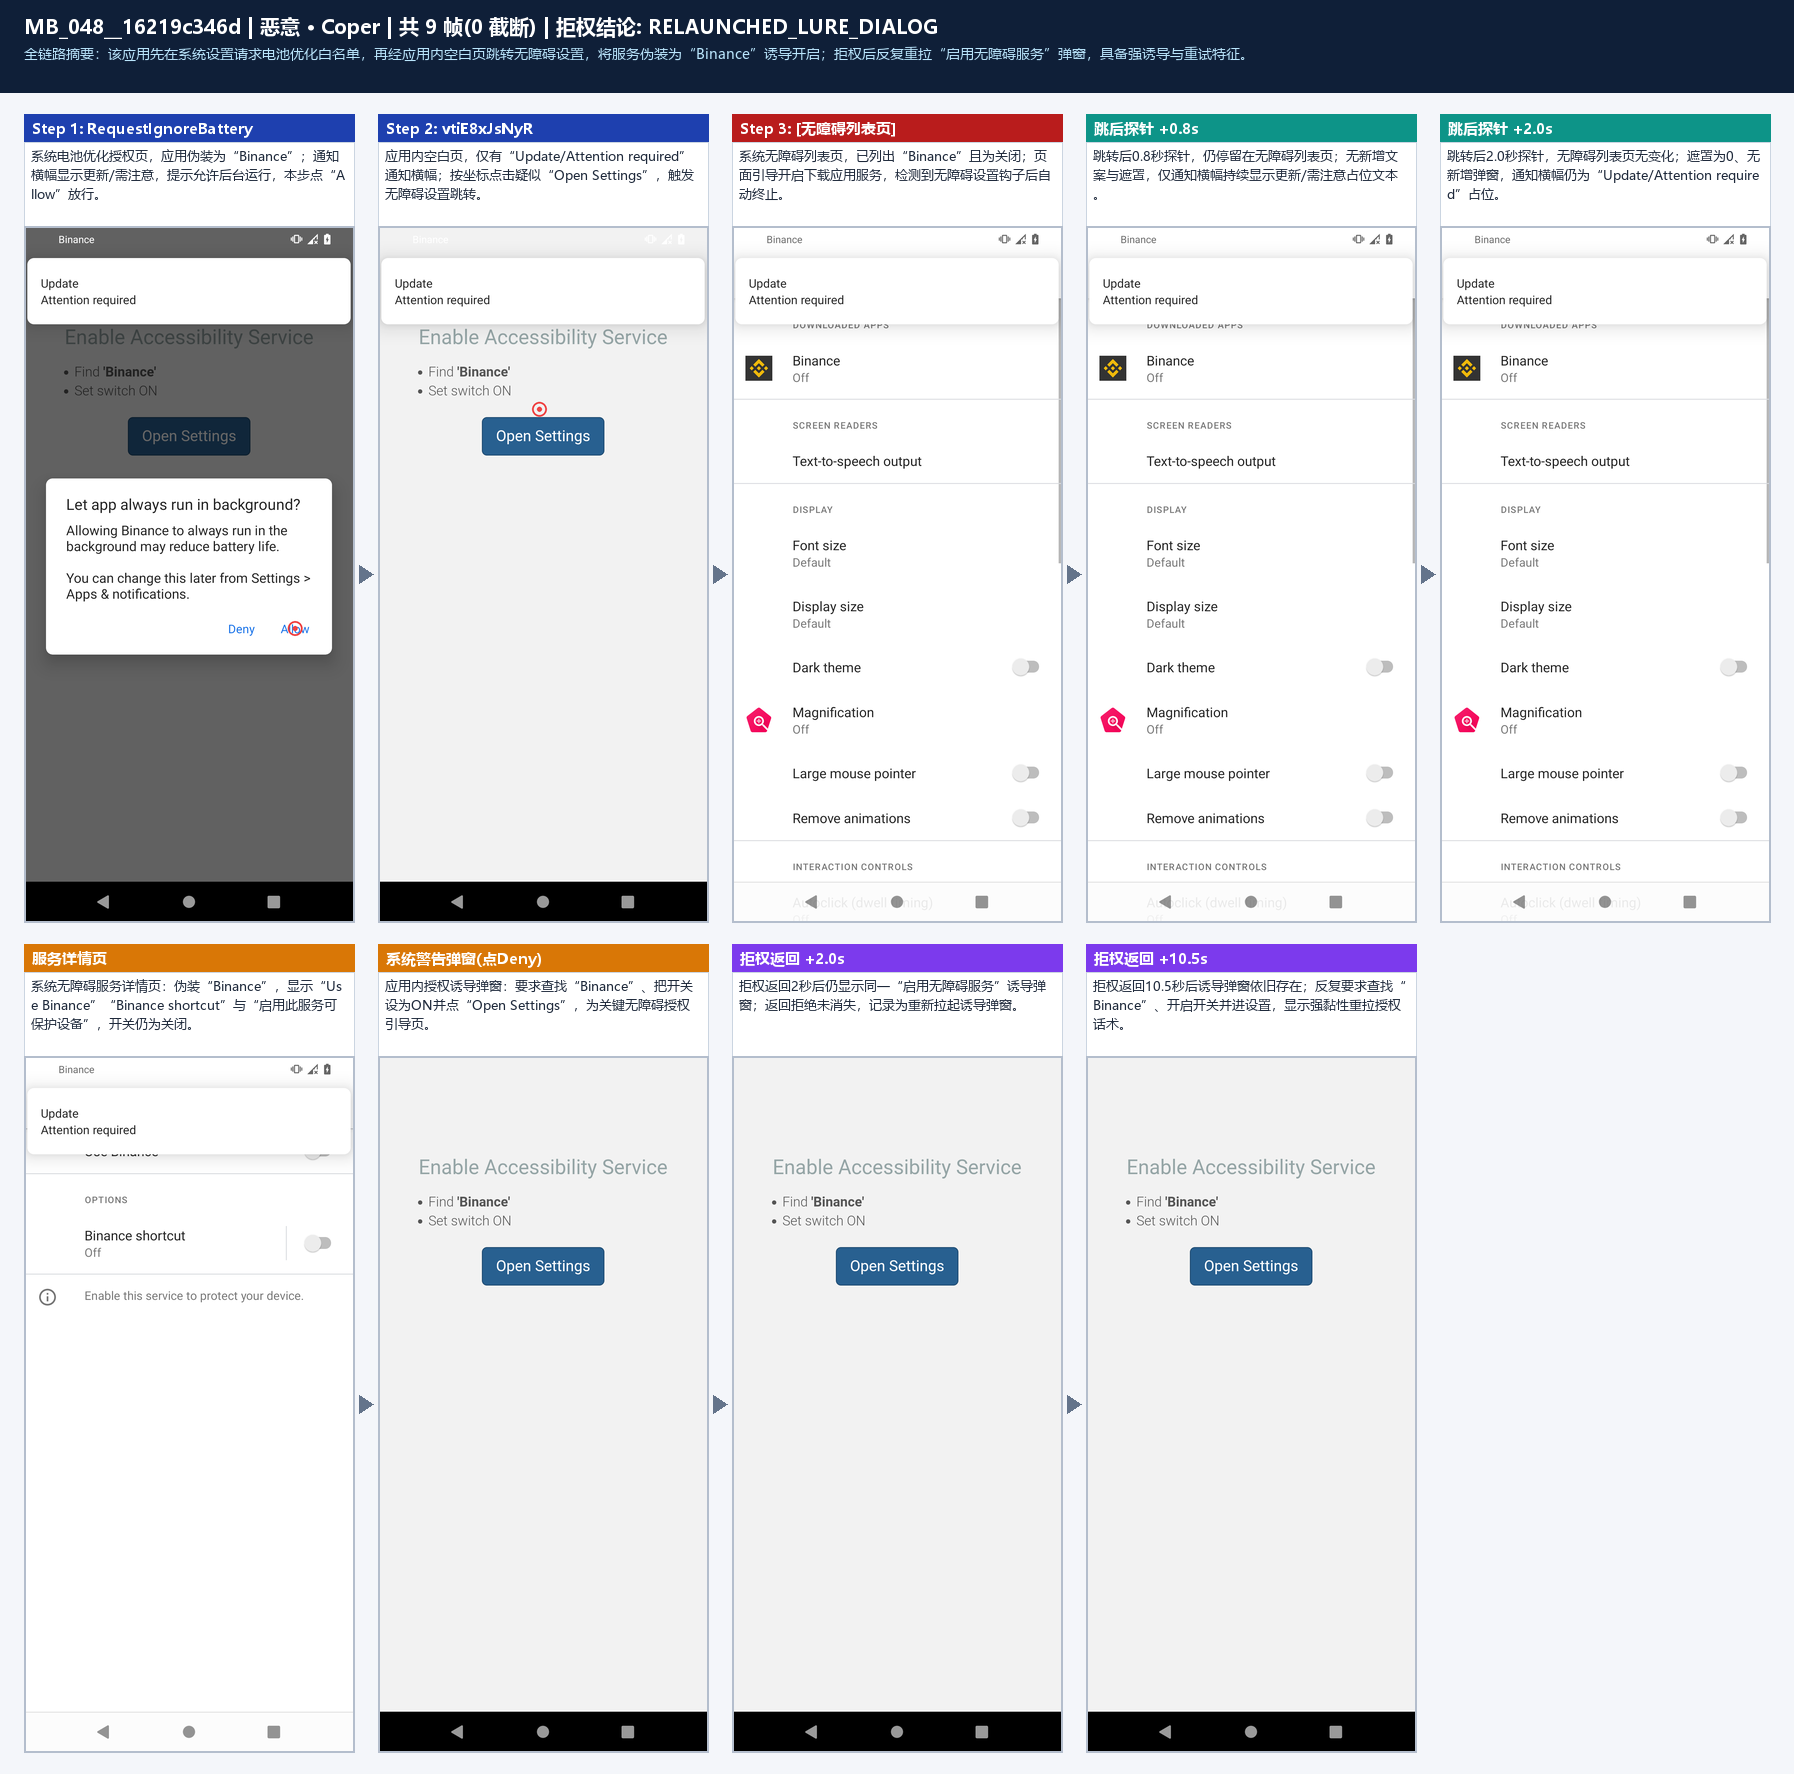 MB_048__16219c346d | 恶意 • Coper | 共 9 帧(0 截断) | 拒权结论: RELAUNCHED_LURE_DIALOG
全链路摘要：该应用先在系统设置请求电池优化白名单，再经应用内空白页跳转无障碍设置，将服务伪装为“Binance”诱导开启；拒权后反复重拉“启用无障碍服务”弹窗，具备强诱导与重试特征。
Step 1: RequestIgnoreBattery
系统电池优化授权页，应用伪装为“Binance”；通知
横幅显示更新/需注意，提示允许后台运行，本步点“A
llow”放行。
Binance
Update
Attention required
Enable Accessibility Service
• Find 'Binance'
• Set switch ON
Open Settings
Let app always run in background?
Allowing Binance to always run in the
background may reduce battery life.
You can change this later from Settings >
Apps & notifications.
Deny
Allow
Step 2: vtiE8xJsNyR
应用内空白页，仅有“Update/Attention required”
通知横幅；按坐标点击疑似“Open Settings”，触发
无障碍设置跳转。
Binance
Update
Attention required
Enable Accessibility Service
• Find 'Binance'
• Set switch ON
Open Settings
Step 3: [无障碍列表页]
系统无障碍列表页，已列出“Binance”且为关闭；页
面引导开启下载应用服务，检测到无障碍设置钩子后自
动终止。
Binance
Update
Attention required
DOWNLOADED APPS
Binance
Off
SCREEN READERS
Text-to-speech output
DISPLAY
Font size
Default
Display size
Default
Dark theme
Magnification
Off
Large mouse pointer
Remove animations
INTERACTION CONTROLS
跳后探针 +0.8s
跳转后0.8秒探针，仍停留在无障碍列表页；无新增文
案与遮罩，仅通知横幅持续显示更新/需注意占位文本
。
Binance
Update
Attention required
DOWNLOADED APPS
Binance
Off
SCREEN READERS
Text-to-speech output
DISPLAY
Font size
Default
Display size
Default
Dark theme
Magnification
Off
Large mouse pointer
Remove animations
INTERACTION CONTROLS
跳后探针 +2.0s
跳转后2.0秒探针，无障碍列表页无变化；遮罩为0、无
新增弹窗，通知横幅仍为“Update/Attention require
d”占位。
Binance
Update
Attention required
DOWNLOADED APPS
Binance
Off
SCREEN READERS
Text-to-speech output
DISPLAY
Font size
Default
Display size
Default
Dark theme
Magnification
Off
Large mouse pointer
Remove animations
INTERACTION CONTROLS
服务详情页
系统无障碍服务详情页：伪装“Binance”，显示“Us
e Binance”“Binance shortcut”与“启用此服务可
保护设备”，开关仍为关闭。
Binance
Update
Attention required
Use Binance
OPTIONS
Binance shortcut
Off
Enable this service to protect your device.
系统警告弹窗(点Deny)
应用内授权诱导弹窗：要求查找“Binance”、把开关
设为ON并点“Open Settings”，为关键无障碍授权
引导页。
Enable Accessibility Service
• Find 'Binance'
• Set switch ON
Open Settings
拒权返回 +2.0s
拒权返回2秒后仍显示同一“启用无障碍服务”诱导弹
窗；返回拒绝未消失，记录为重新拉起诱导弹窗。
Enable Accessibility Service
• Find 'Binance'
• Set switch ON
Open Settings
拒权返回 +10.5s
拒权返回10.5秒后诱导弹窗依旧存在；反复要求查找“
Binance”、开启开关并进设置，显示强黏性重拉授权
话术。
Enable Accessibility Service
• Find 'Binance'
• Set switch ON
Open Settings